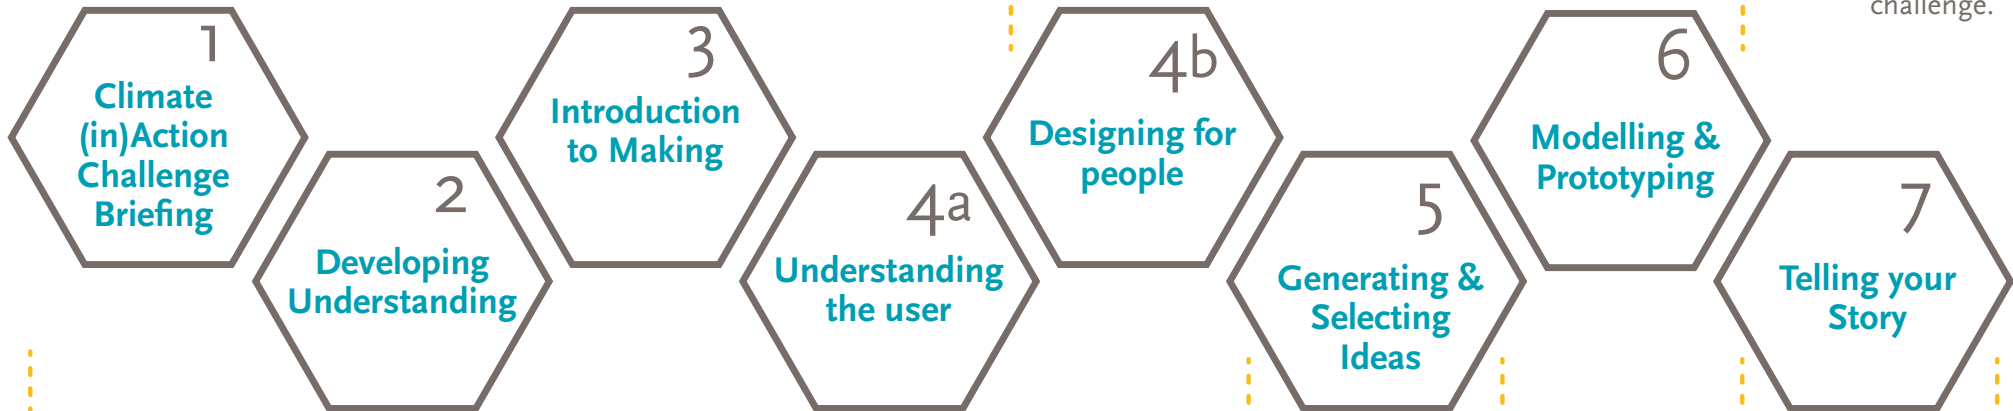 challenge.
1
Climate
(in)Action
Challenge
Briefing
2
Developing
Understanding
3
Introduction
to Making
4a
Understanding
the user
4b
Designing for
people
5
Generating &
Selecting
Ideas
6
Modelling &
Prototyping
7
Telling your
Story